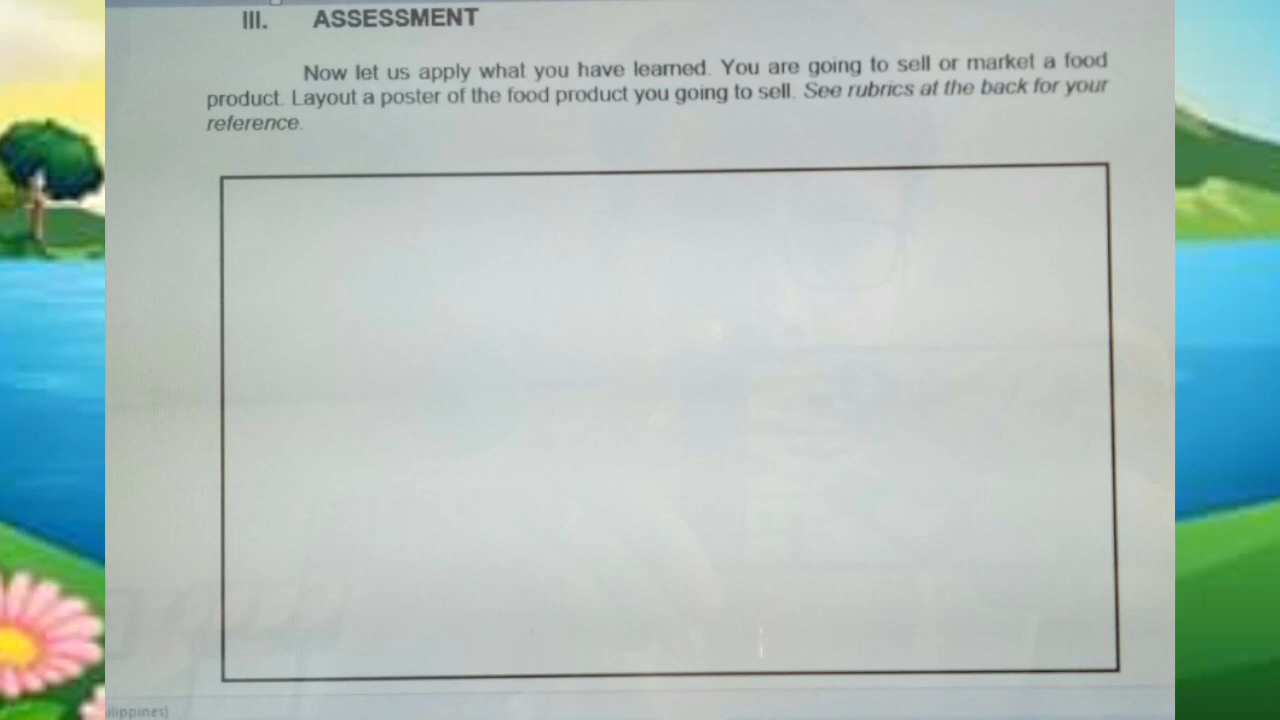 III. ASSESSMENT
Now let us apply what you have learned. You are going to sell or market a food
product. Layout a poster of the food product you going to sell. See rubrics at the back for your
reference.